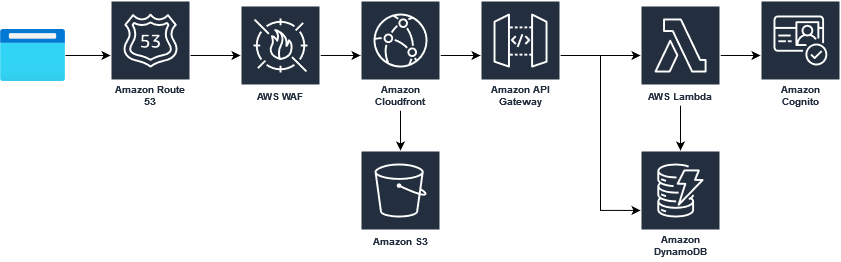 53
Amazon Route
53
AWS WAF
Amazon
Cloudfront
</>
Amazon API
Gateway
AWS Lambda
Amazon
Cognito
Amazon S3
Amazon
DynamoDB